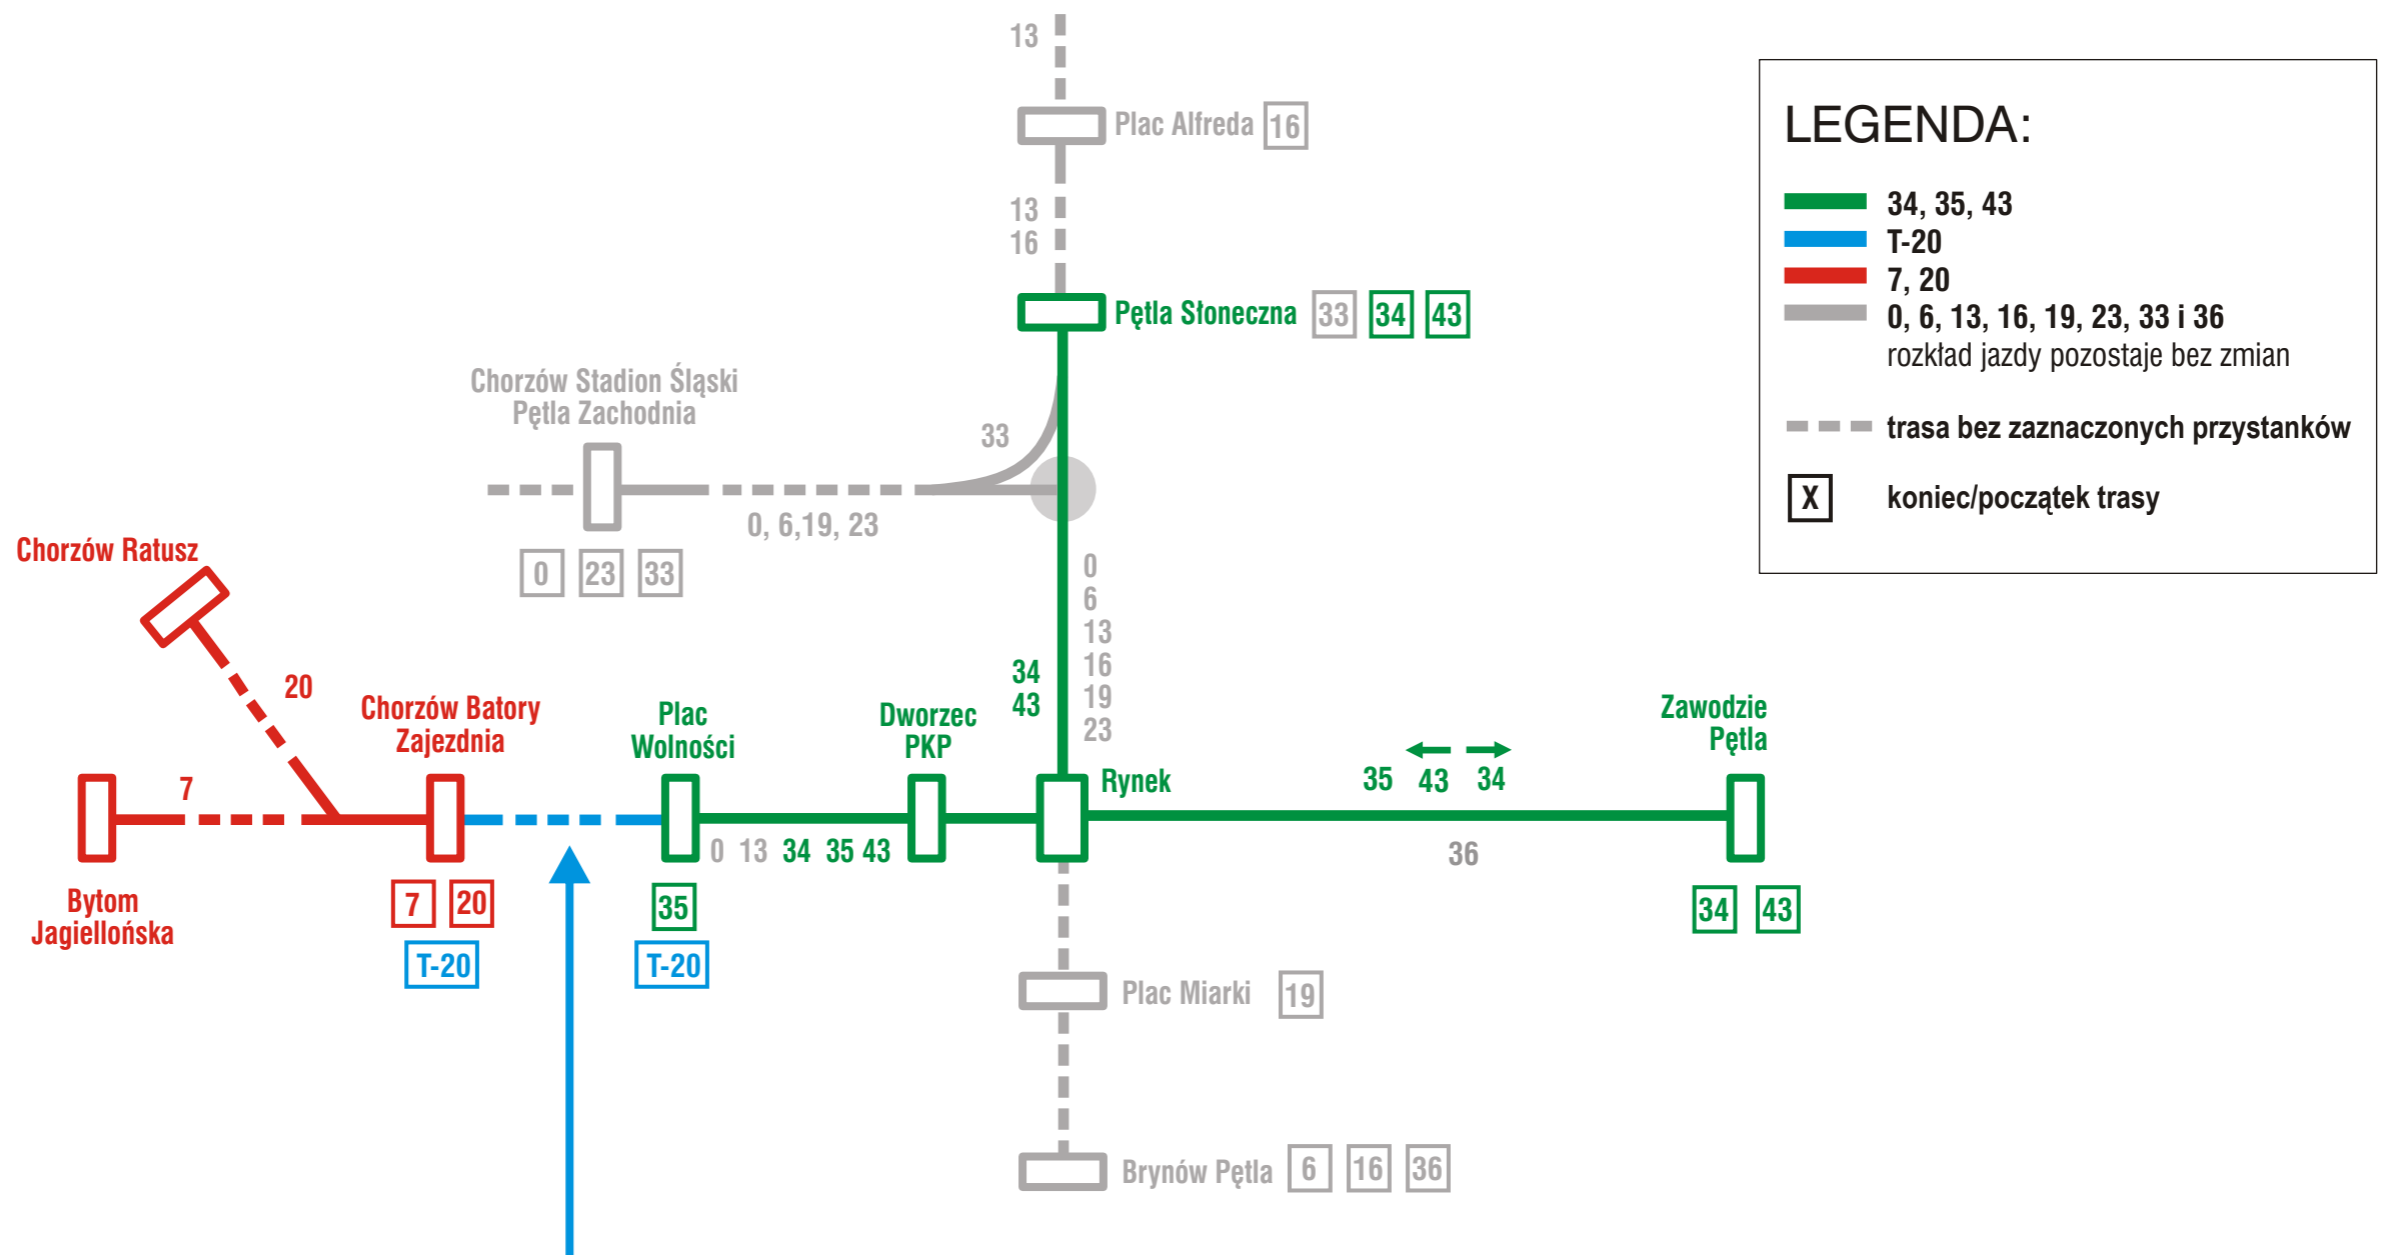 13
Plac Alfreda 16
13
16
Pętla Słoneczna 33 34 43
Chorzów Stadion Śląski
Pętla Zachodnia
33
0, 6,19, 23
0 23 33
Chorzów Ratusz
20
7
Bytom
Jagiellońska
Chorzów Batory
Zajezdnia
7 20
T-20
Plac
Wolności
35
T-20
0 13 34 35 43
Dworzec
PKP
34
43
0
6
13
16
19
23
Rynek
35 43 34
36
Zawodzie
Pętla
34 43
Plac Miarki 19
Brynów Pętla 6 16 36
LEGENDA:
34, 35, 43
T-20
7, 20
0, 6, 13, 16, 19, 23, 33 i 36
rozkład jazdy pozostaje bez zmian
trasa bez zaznaczonych przystanków
X koniec/początek trasy